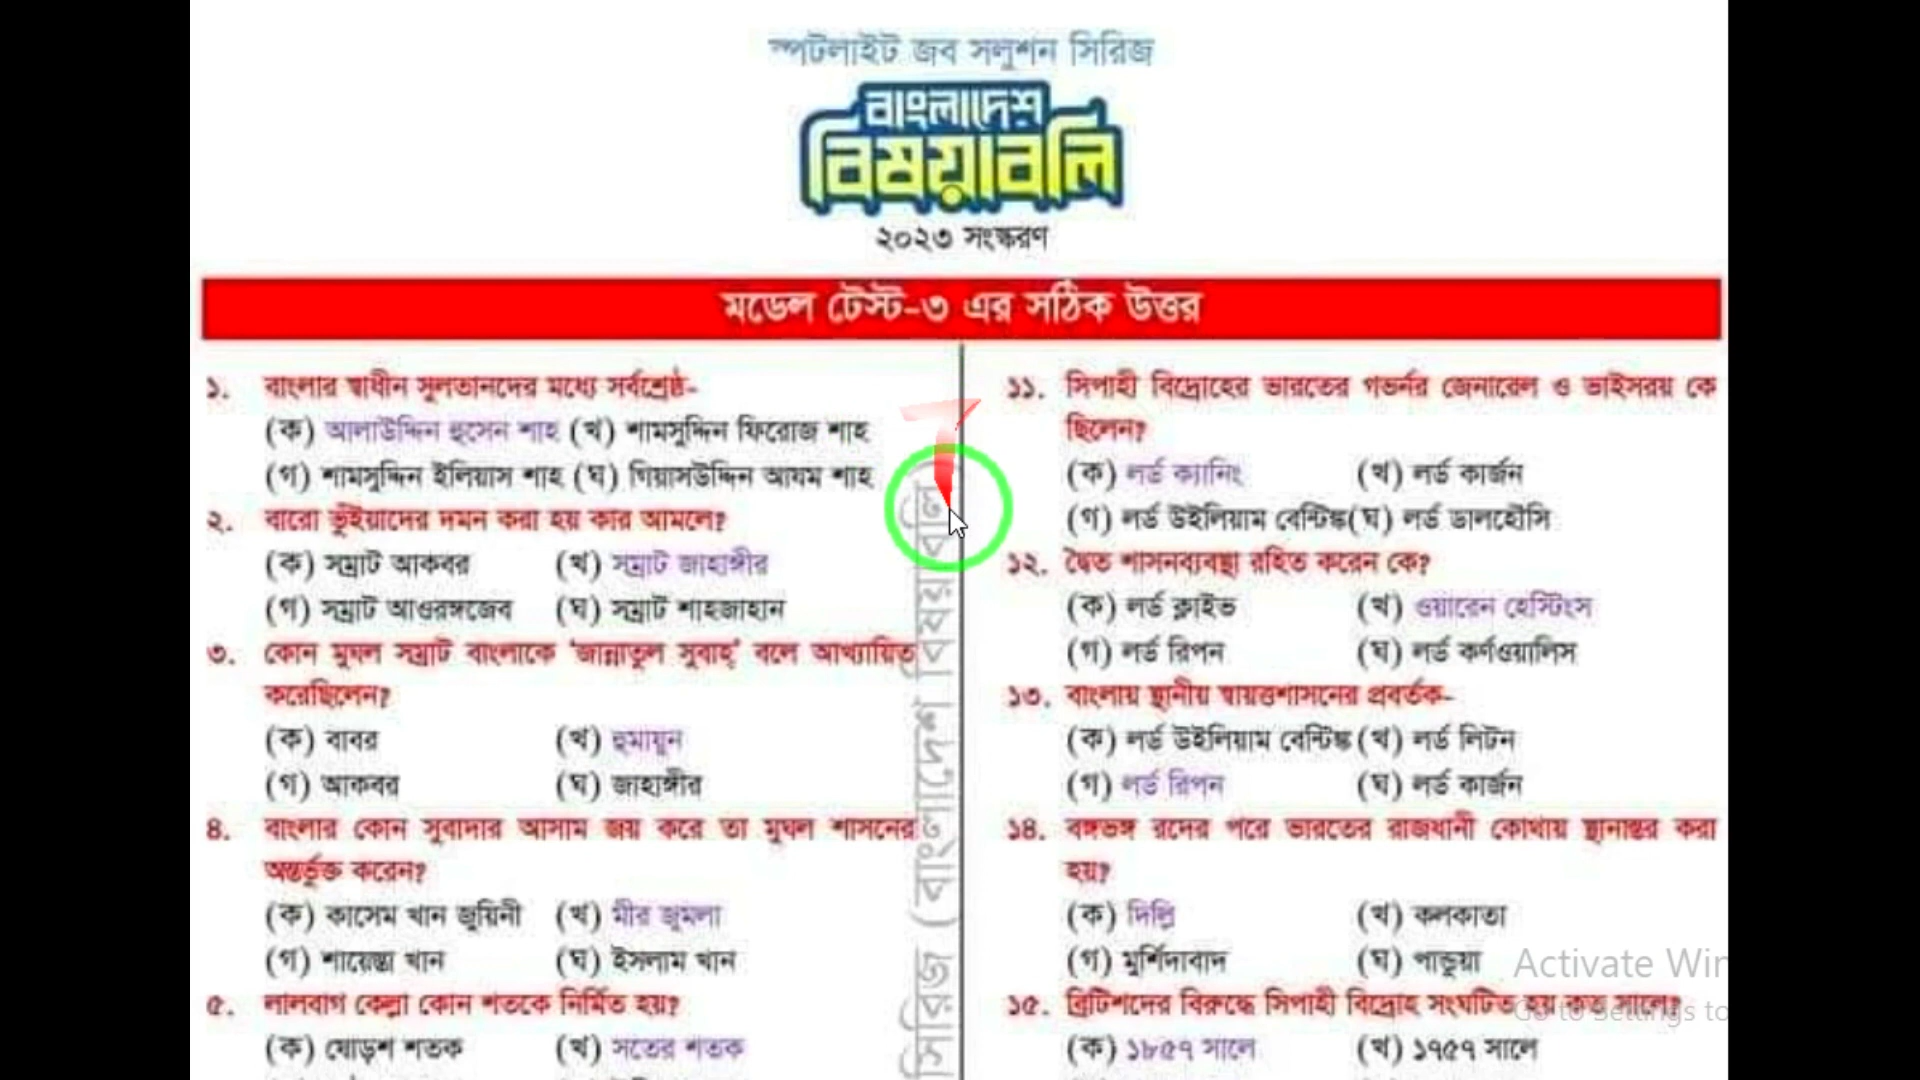 স্পটলাইট জব সলুশন সিরিজ
বাংলাদেশ
বিষয়াবলি
২০২৩ সংস্করণ
মডেল টেস্ট-৩ এর সঠিক উত্তর
১. বাংলার স্বাধীন সুলতানদের মধ্যে সর্বশ্রেষ্ঠ-
(ক) আলাউদ্দিন হুসেন শাহ (খ) শামসুদ্দিন ফিরোজ শাহ
(গ) শামসুদ্দিন ইলিয়াস শাহ (ঘ) গিয়াসউদ্দিন আযম শাহ
২. বারো ভুঁইয়াদের দমন করা হয় কার আমলে?
(ক) সম্রাট আকবর (খ) সম্রাট জাহাঙ্গীর
(গ) সম্রাট আওরঙ্গজেব (ঘ) সম্রাট শাহজাহান
৩. কোন মুঘল সম্রাট বাংলাকে 'জান্নাতুল সুবাহ্' বলে আখ্যায়িত
করেছিলেন?
(ক) বাবর (খ) হুমায়ুন
(গ) আকবর (ঘ) জাহাঙ্গীর
৪. বাংলার কোন সুবাদার আসাম জয় করে তা মুঘল শাসনের
অন্তর্ভুক্ত করেন?
(ক) কাসেম খান জুয়িনী (খ) মীর জুমলা
(গ) শায়েস্তা খান (ঘ) ইসলাম খান
৫. লালবাগ কেল্লা কোন শতকে নির্মিত হয়?
(ক) ষোড়শ শতক (খ) সতের শতক
সিরিজ (বাংলাদেশ বিষয়াবলি)
১১. সিপাহী বিদ্রোহের ভারতের গভর্নর জেনারেল ও ভাইসরয় কে
ছিলেন?
(ক) লর্ড ক্যানিং (খ) লর্ড কার্জন
(গ) লর্ড উইলিয়াম বেন্টিঙ্ক(ঘ) লর্ড ডালহৌসি
১২. দ্বৈত শাসনব্যবস্থা রহিত করেন কে?
(ক) লর্ড ক্লাইভ (খ) ওয়ারেন হেস্টিংস
(গ) লর্ড রিপন (ঘ) লর্ড কর্ণওয়ালিস
১৩. বাংলায় স্থানীয় স্বায়ত্তশাসনের প্রবর্তক-
(ক) লর্ড উইলিয়াম বেন্টিঙ্ক (খ) লর্ড লিটন
(গ) লর্ড রিপন (ঘ) লর্ড কার্জন
১৪. বঙ্গভঙ্গ রদের পরে ভারতের রাজধানী কোথায় স্থানান্তর করা
হয়?
(ক) দিল্লি (খ) কলকাতা
(গ) মুর্শিদাবাদ (ঘ) পান্ডুয়া
১৫. ব্রিটিশদের বিরুদ্ধে সিপাহী বিদ্রোহ সংঘটিত হয় কত সালে?
(ক) ১৮৫৭ সালে (খ) ১৭৫৭ সালে
Activate Win
Go to Settings to